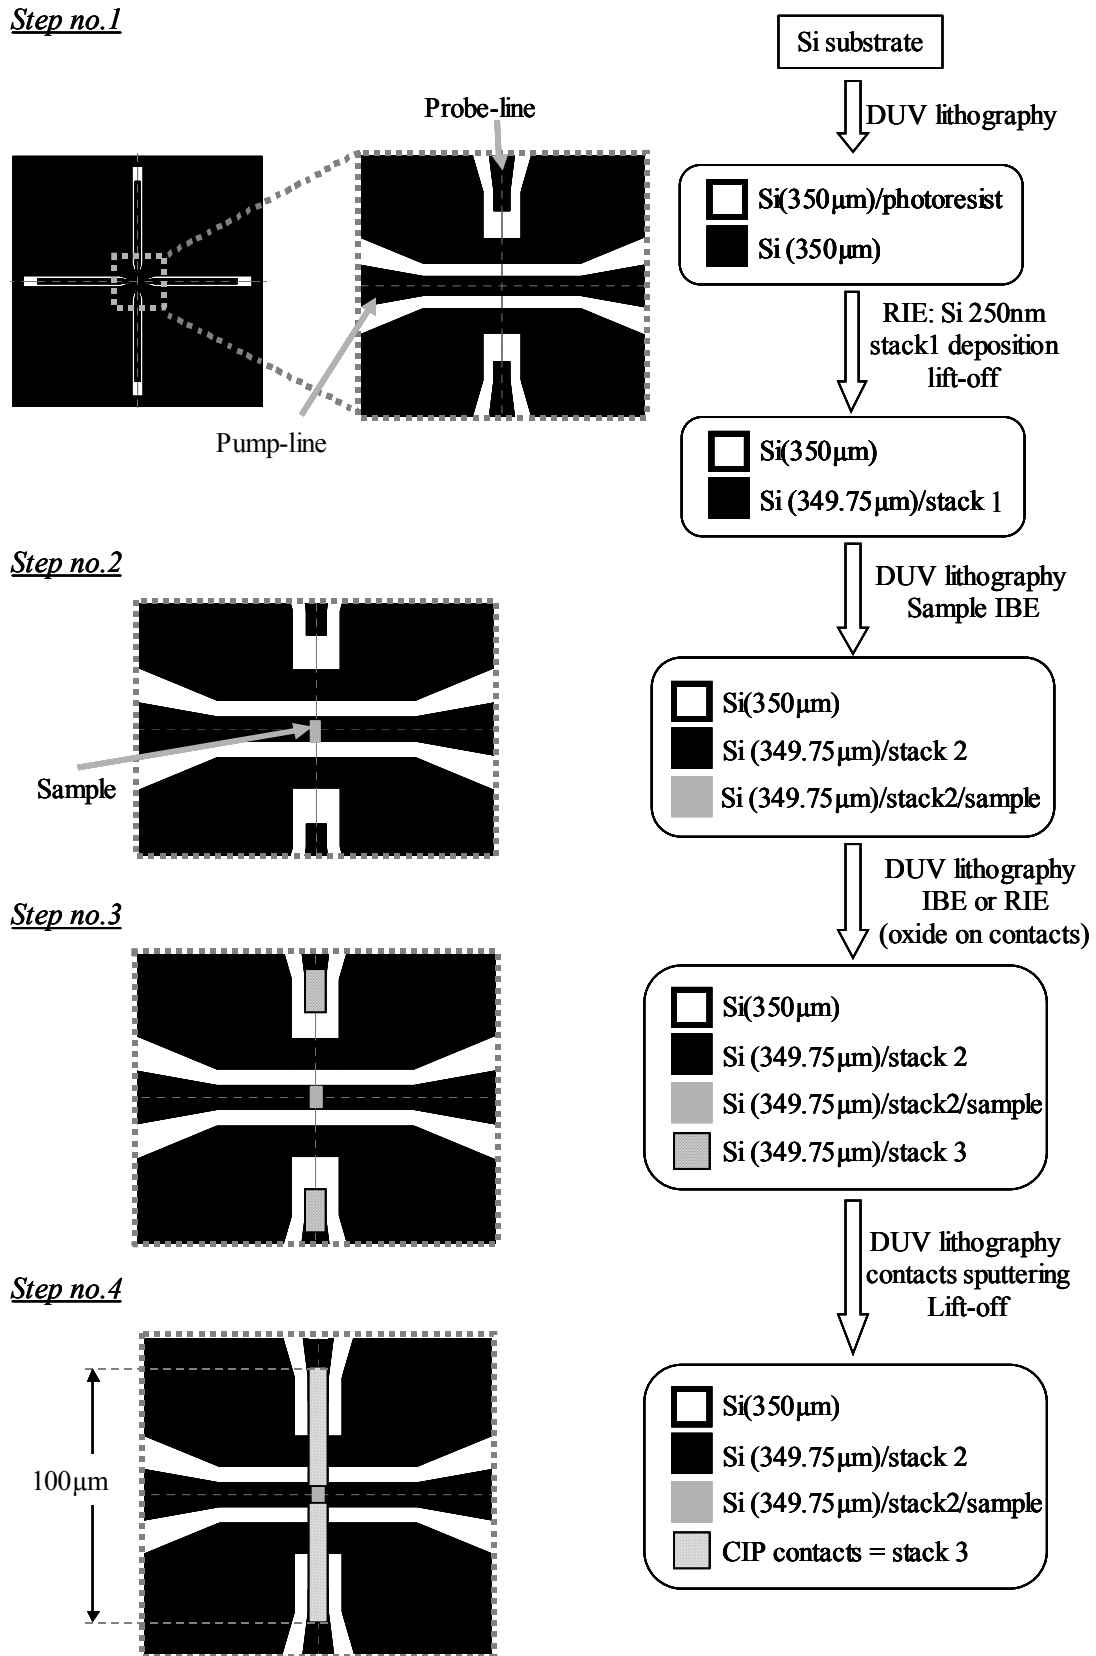 Step no.1
Si substrate
DUV lithography
Probe-line
Pump-line
Si(350µm)/photoresist
Si (350µm)
RIE: Si 250nm
stack1 deposition
lift-off
Si(350µm)
Si (349.75µm)/stack 1
Step no.2
DUV lithography
Sample IBE
Sample
Si(350µm)
Si (349.75µm)/stack 2
Si (349.75µm)/stack2/sample
Step no.3
DUV lithography
IBE or RIE
(oxide on contacts)
Si(350µm)
Si (349.75µm)/stack 2
Si (349.75µm)/stack2/sample
Si (349.75µm)/stack 3
Step no.4
DUV lithography
contacts sputtering
Lift-off
100µm
Si(350µm)
Si (349.75µm)/stack 2
Si (349.75µm)/stack2/sample
CIP contacts = stack 3